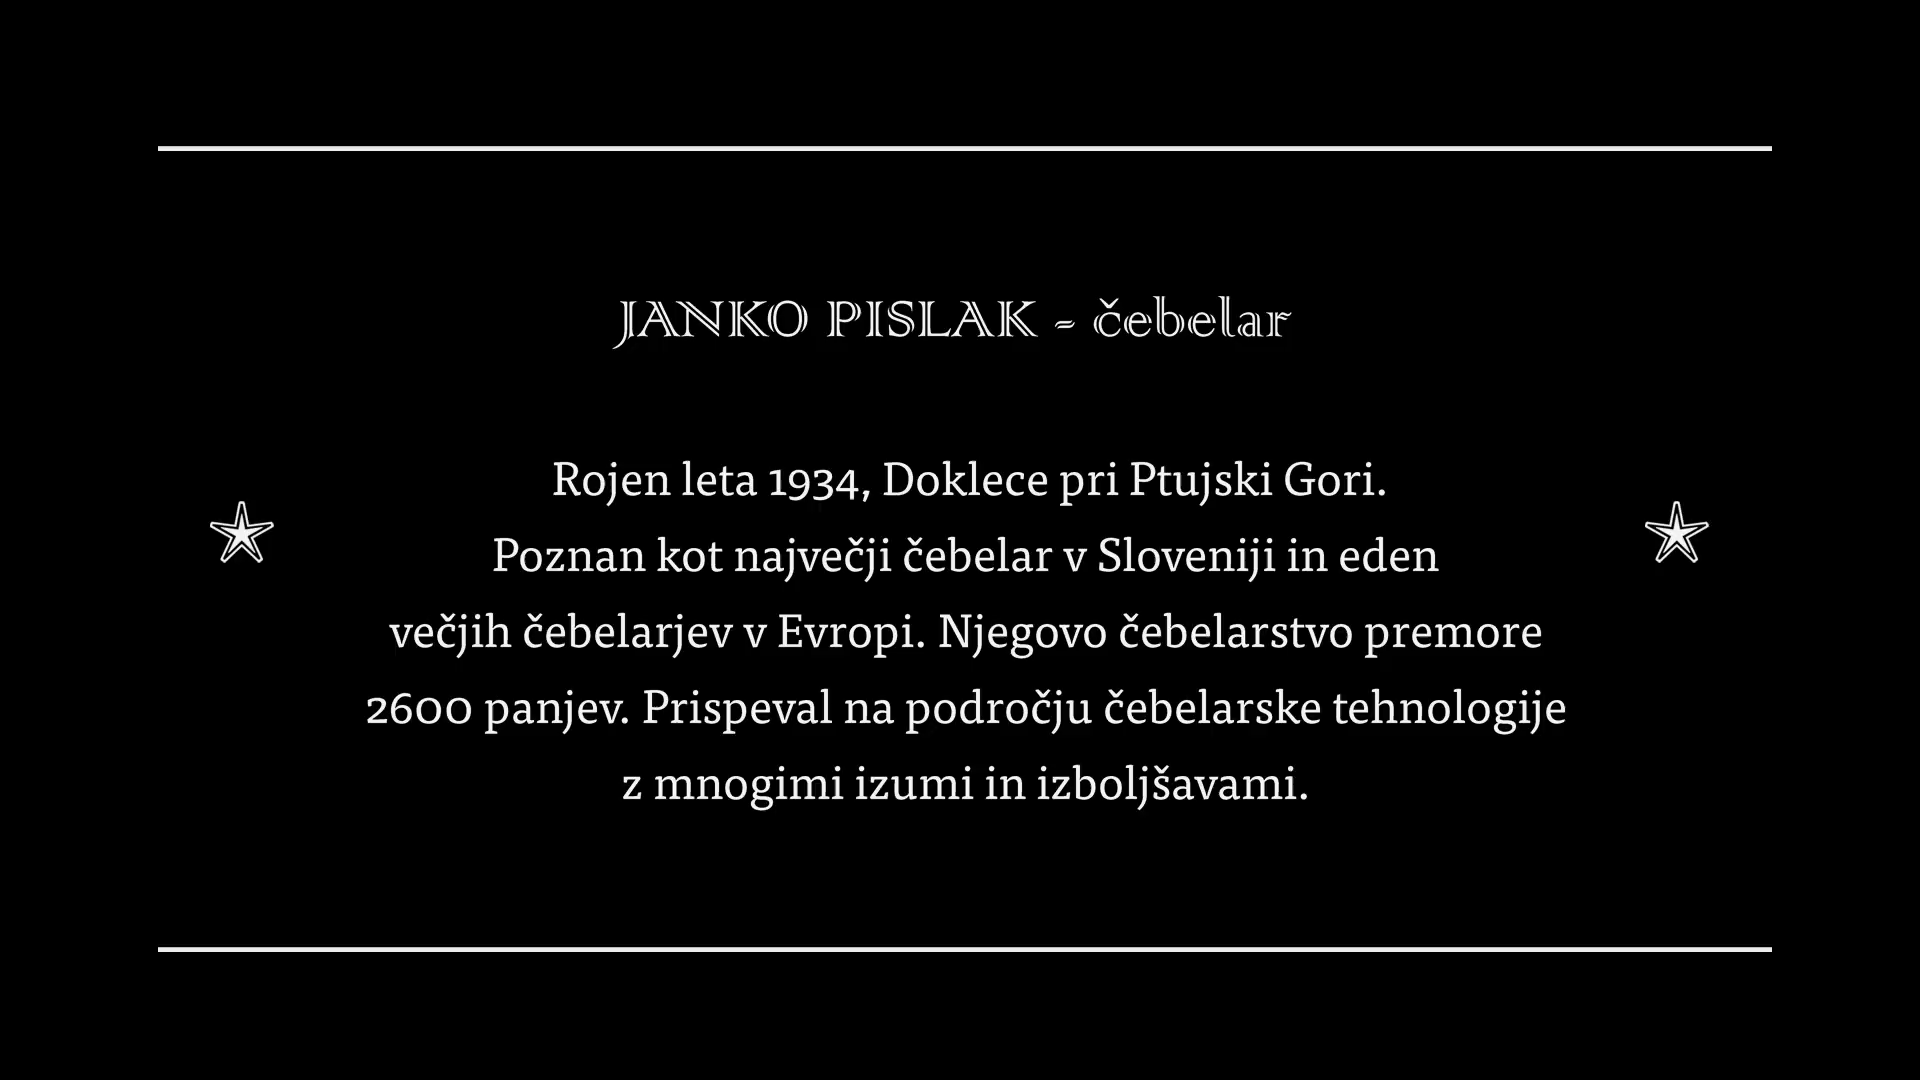 JANKO PISLAK - čebelar
Rojen leta 1934, Doklece pri Ptujski Gori.
Poznan kot največji čebelar v Sloveniji in eden
večjih čebelarjev v Evropi. Njegovo čebelarstvo premore
2600 panjev. Prispeval na področju čebelarske tehnologije
z mnogimi izumi in izboljšavami.